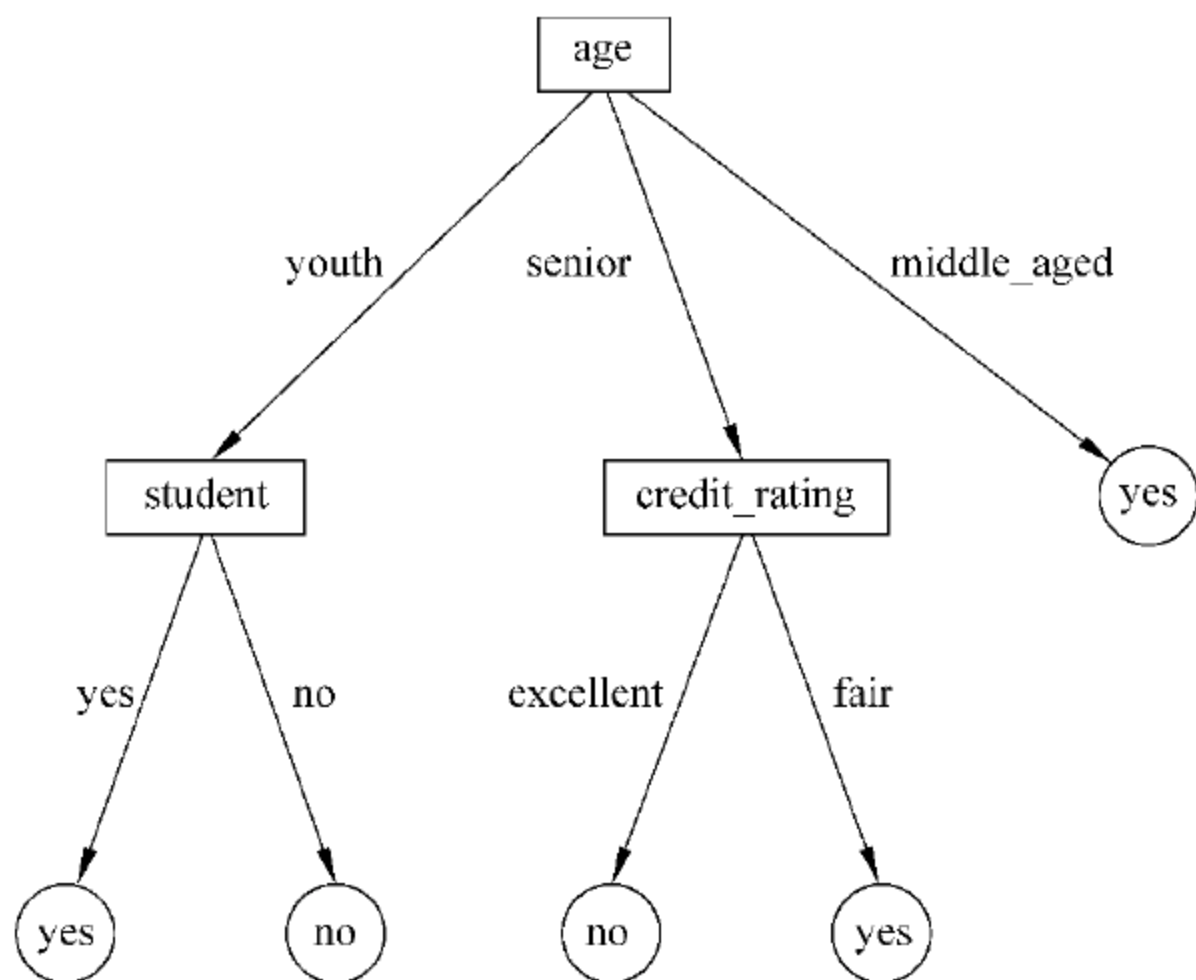 age
youth
senior
middle_aged
student
credit_rating
yes
yes
no
excellent
fair
yes
no
no
yes